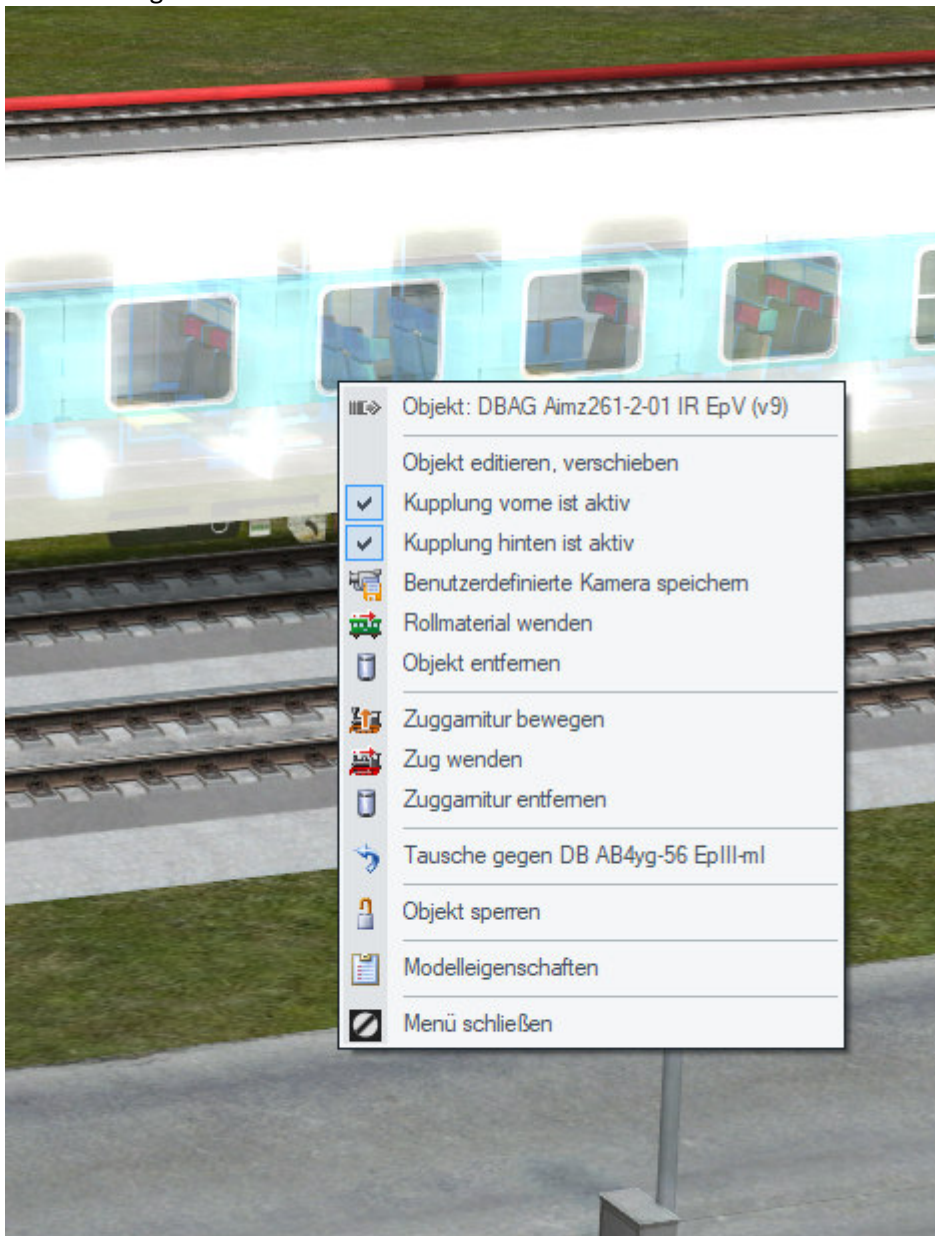 Objekt: DBAG Aimz261-2-01 IR EpV (v9)
Objekt editieren, verschieben
Kupplung vorne ist aktiv
Kupplung hinten ist aktiv
Benutzerdefinierte Kamera speichern
Rollmaterial wenden
Objekt entfernen
Zuggarnitur bewegen
Zug wenden
Zuggarnitur entfernen
Tausche gegen DB AB4yg-56 EpIII-ml
Objekt sperren
Modelleigenschaften
Menü schließen